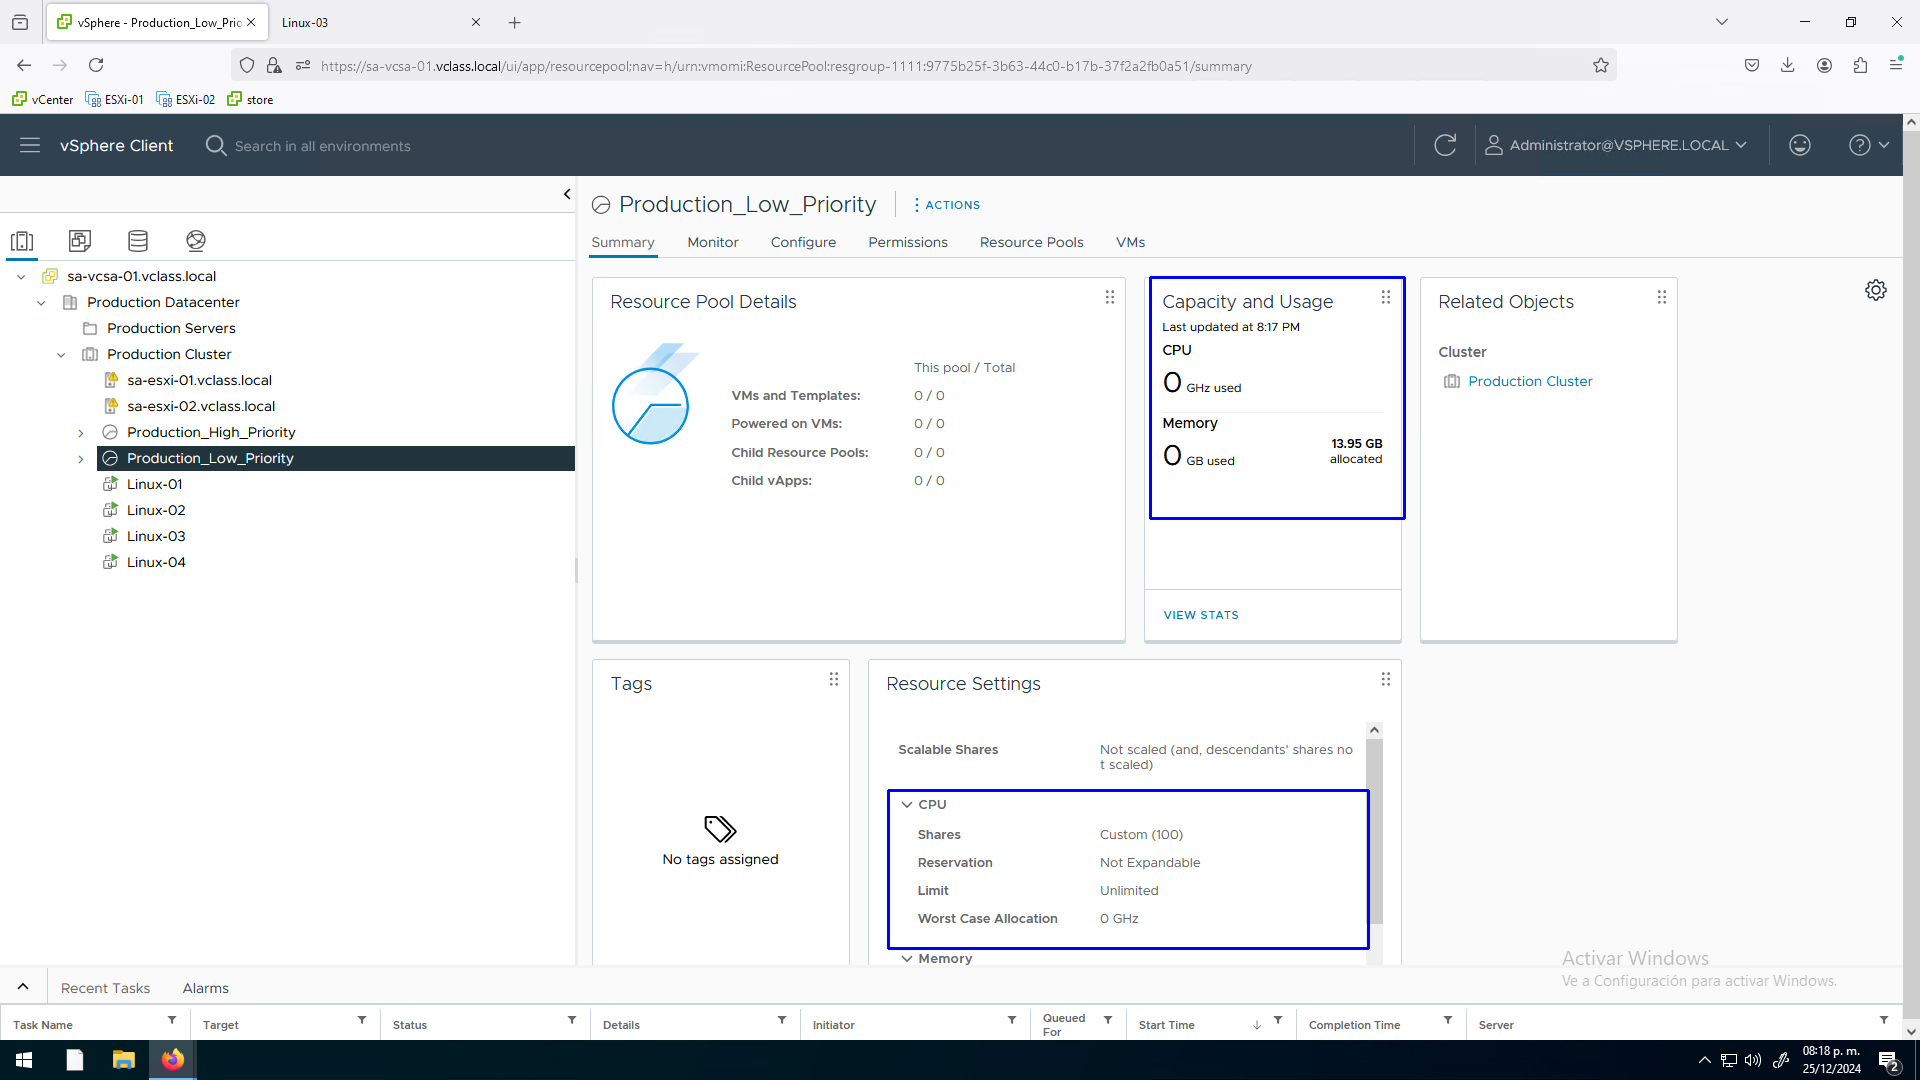 vSphere - Production_Low_Prio
Linux-03
https://sa-vcsa-01.vclass.local/ui/app/resourcepool;nav=h/urn:vmomi:ResourcePool:resgroup-1111:9775b25f-3b63-44c0-b17b-37f2a2fb0a51/summary
vCenter
ESXi-01
ESXi-02
store
vSphere Client
Search in all environments
Administrator@VSPHERE.LOCAL
sa-vcsa-01.vclass.local
Production Datacenter
Production Servers
Production Cluster
sa-esxi-01.vclass.local
sa-esxi-02.vclass.local
Production_High_Priority
Production_Low_Priority
Linux-01
Linux-02
Linux-03
Linux-04
Production_Low_Priority
ACTIONS
Summary
Monitor
Configure
Permissions
Resource Pools
VMs
Resource Pool Details
This pool / Total
VMs and Templates: 0 / 0
Powered on VMs: 0 / 0
Child Resource Pools: 0 / 0
Child vApps: 0 / 0
Capacity and Usage
Last updated at 8:17 PM
CPU
0 GHz used
Memory
0 GB used
13.95 GB
allocated
VIEW STATS
Related Objects
Cluster
Production Cluster
Tags
No tags assigned
Resource Settings
Scalable Shares Not scaled (and, descendants' shares no
t scaled)
CPU
Shares Custom (100)
Reservation Not Expandable
Limit Unlimited
Worst Case Allocation 0 GHz
Memory
Activar Windows
Ve a Configuración para activar Windows.
Recent Tasks Alarms
Task Name
Target
Status
Details
Initiator
Queued
For
Start Time
Completion Time
Server
08:18 p. m.
25/12/2024
2